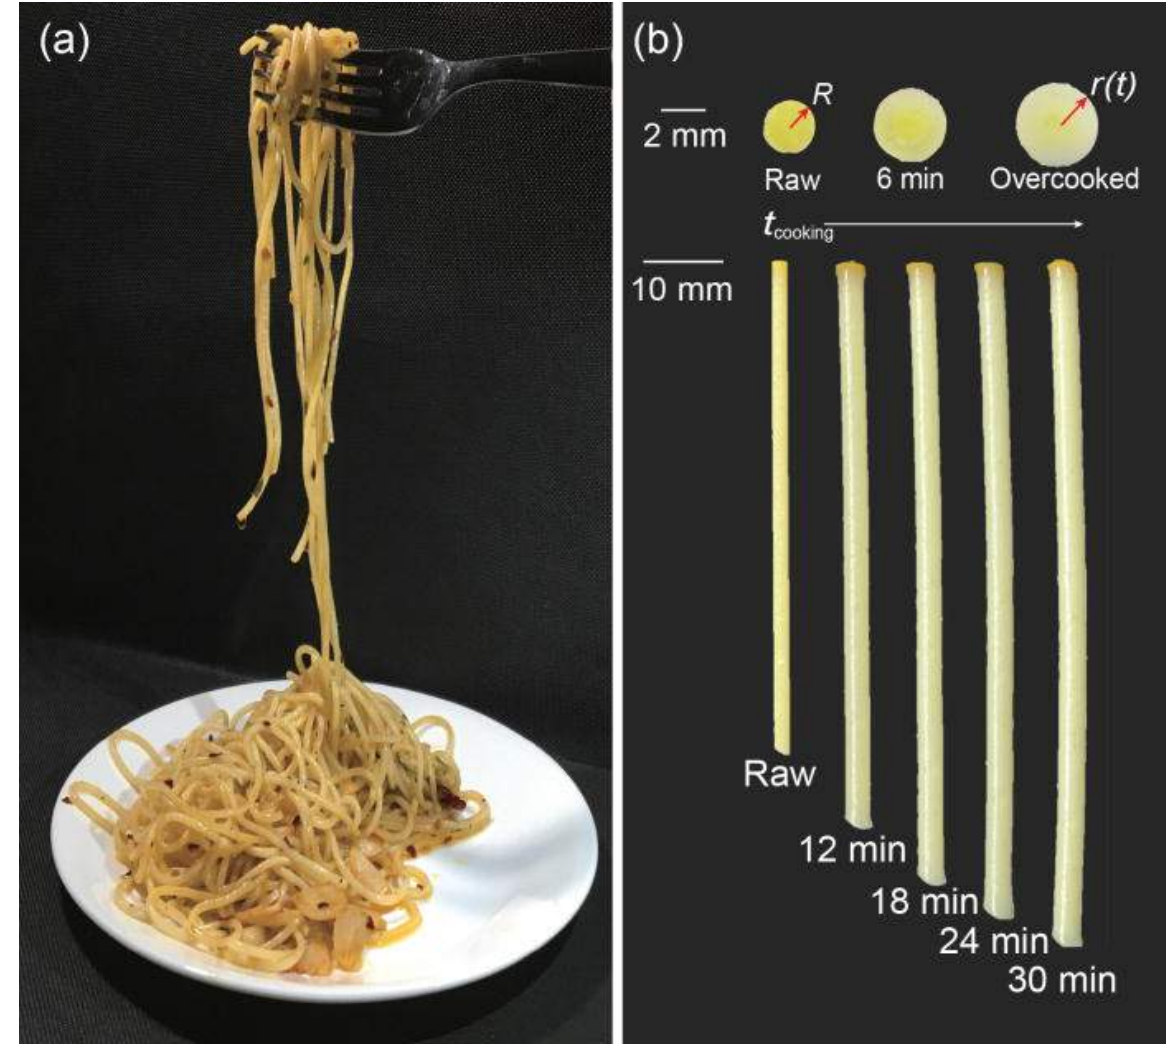 (a)
(b)
R
r(t)
2 mm
Raw
6 min
Overcooked
tcooking
10 mm
Raw
12 min
18 min
24 min
30 min